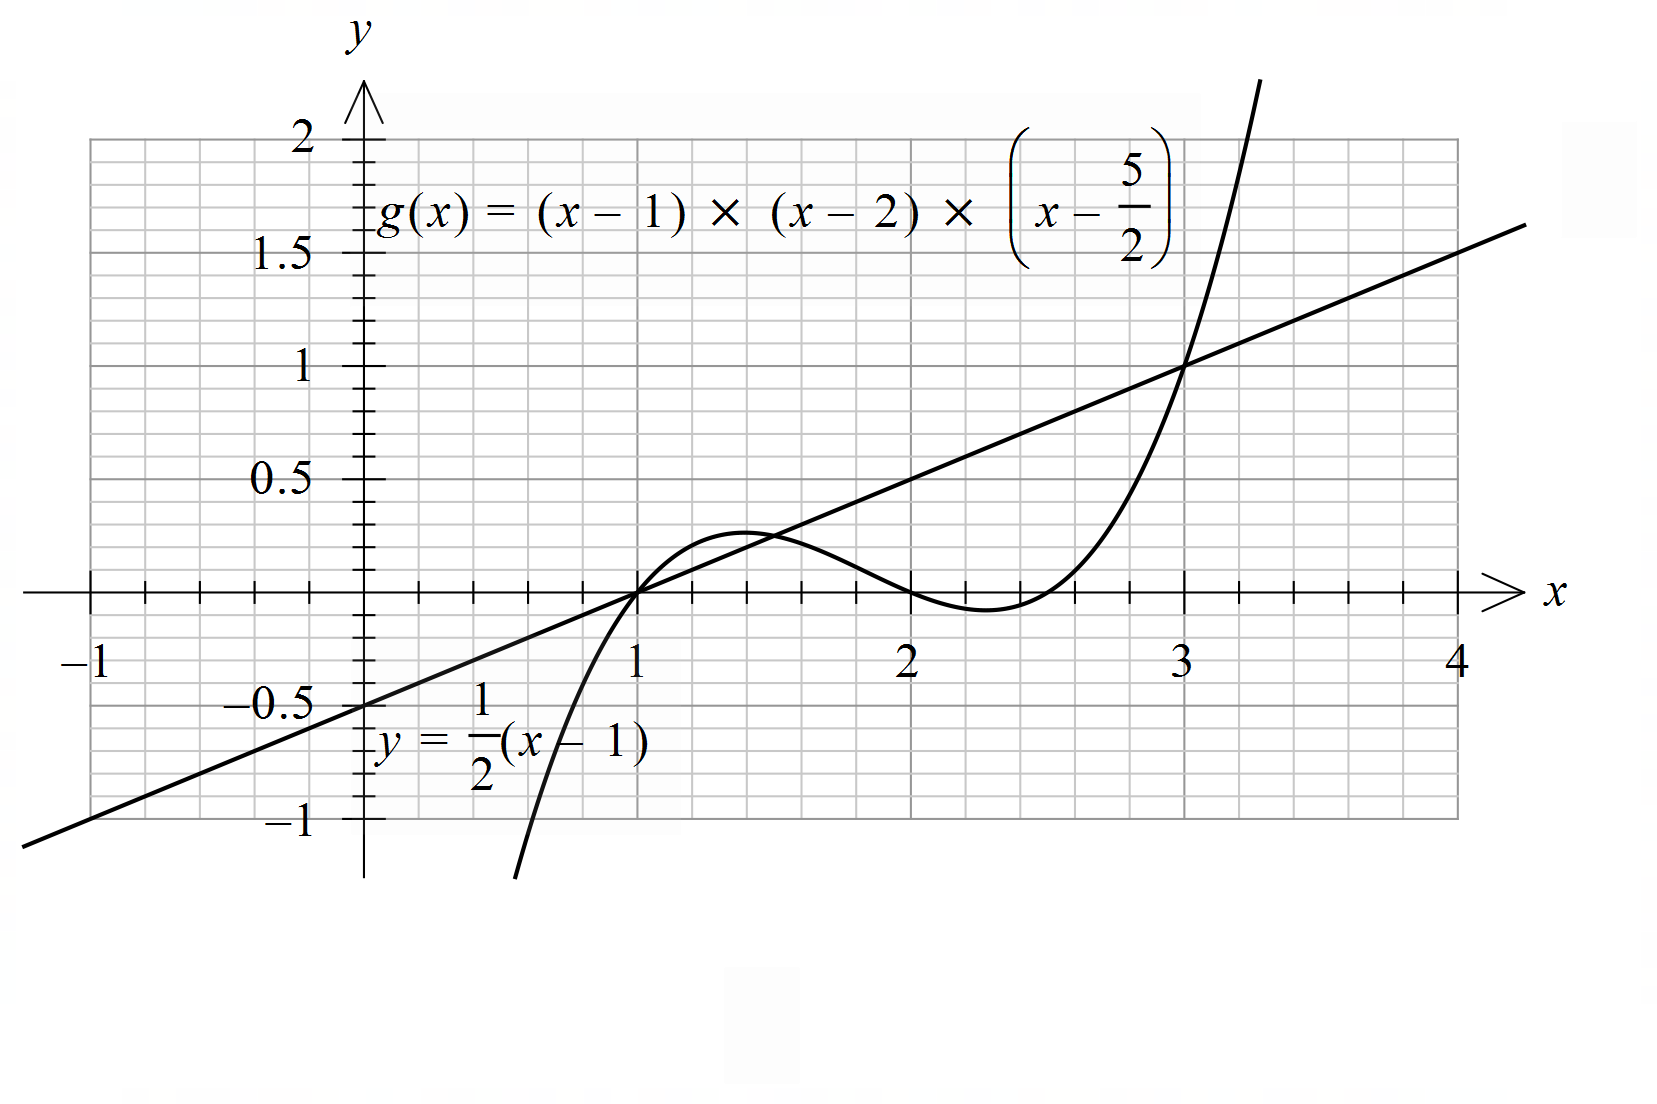 y
2
g(x) = (x – 1) × (x – 2) × (x – 5/2)
1.5
1
0.5
x
–1 1 2 3 4
–0.5
y = 1/2(x – 1)
–1